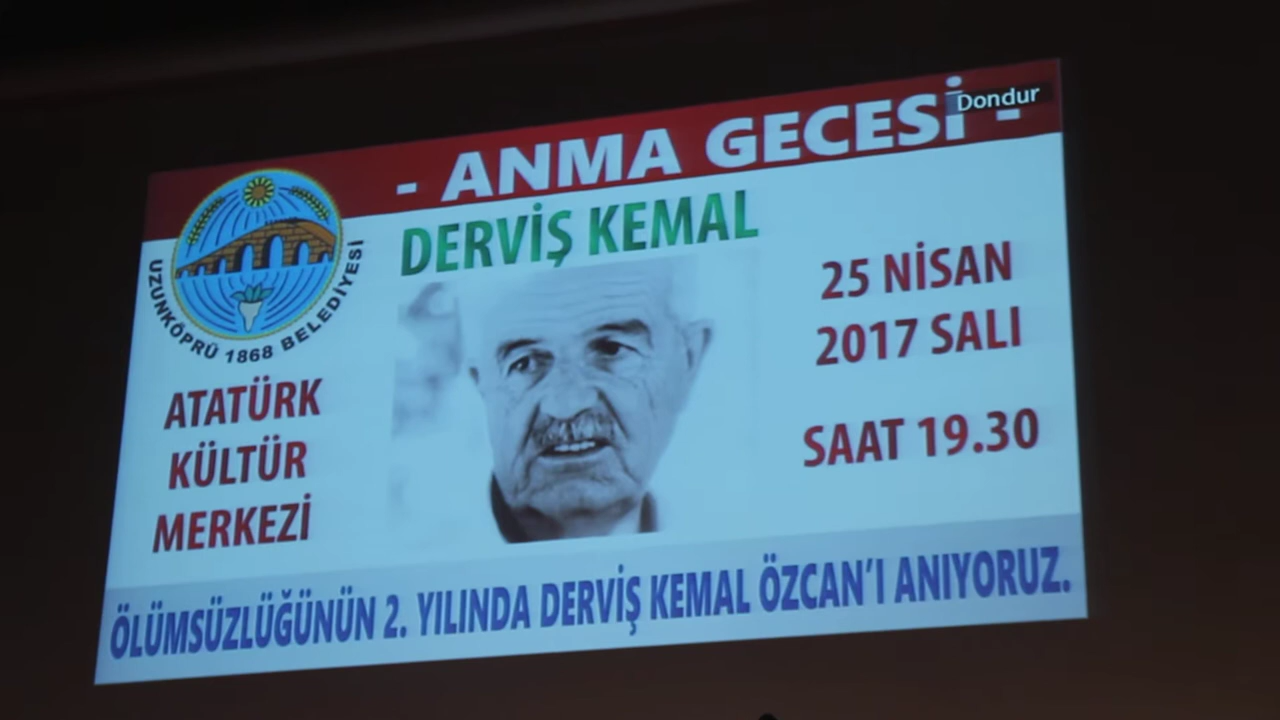 - ANMA GECESİ -
Dondur
DERVİŞ KEMAL
UZUNKÖPRÜ 1868 BELEDİYESİ
25 NİSAN
2017 SALI
SAAT 19.30
ATATÜRK
KÜLTÜR
MERKEZİ
ÖLÜMSÜZLÜĞÜNÜN 2. YILINDA DERVİŞ KEMAL ÖZCAN'I ANIYORUZ.